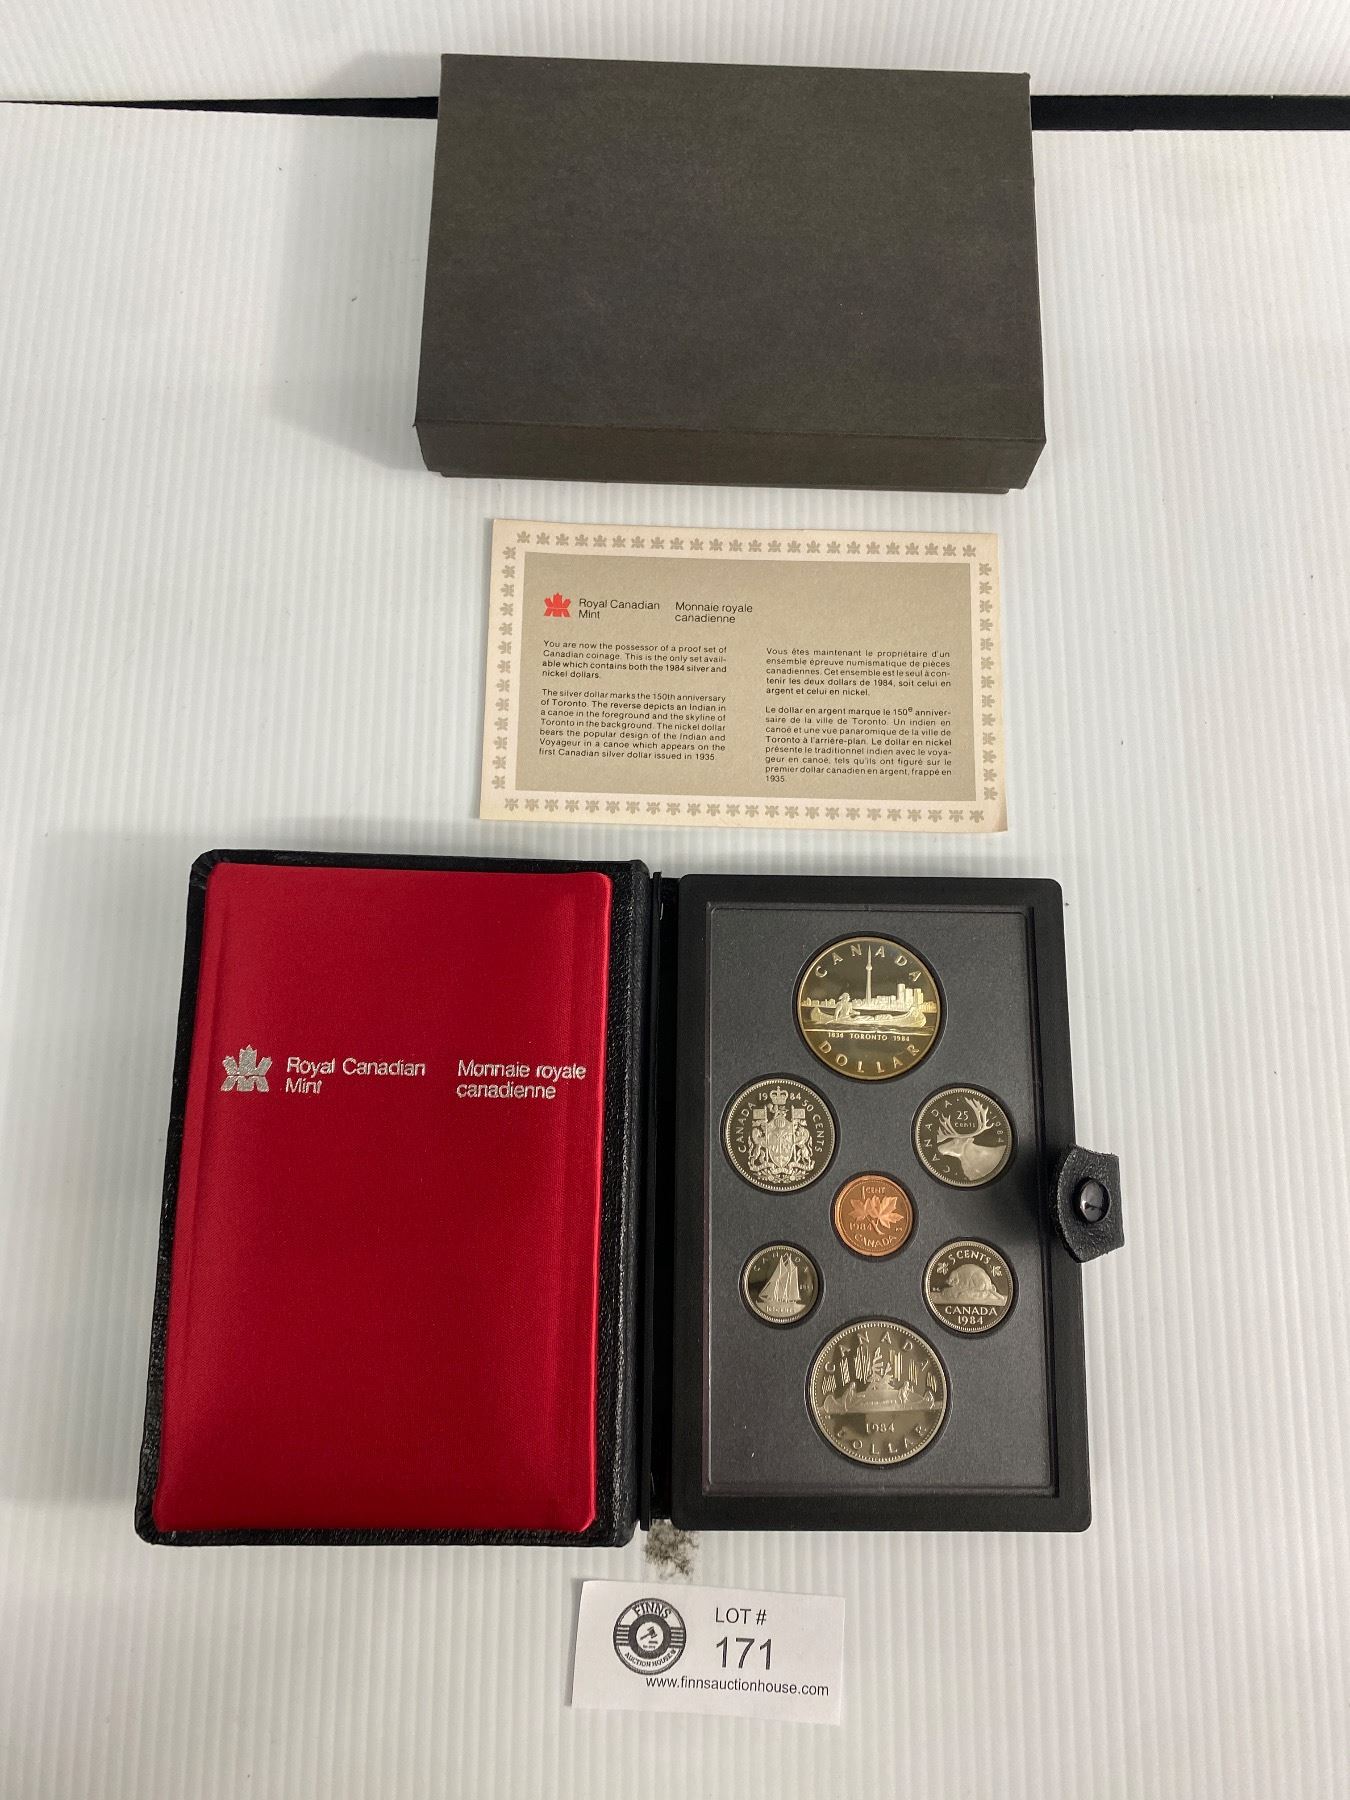 Royal Canadian
Mint
Monnaie royale
canadienne
You are now the possessor of a proof set of
Canadian coinage. This is the only set avail-
able which contains both the 1984 silver and
nickel dollars.
The silver dollar marks the 150th anniversary
of Toronto. The reverse depicts an Indian in
a canoe in the foreground and the skyline of
Toronto in the background. The nickel dollar
bears the popular design of the Indian and
Voyageur in a canoe which appears on the
first Canadian silver dollar issued in 1935.
Vous êtes maintenant le propriétaire d'un
ensemble épreuve numismatique de pièces
canadiennes. Cet ensemble est le seul à con-
tenir les deux dollars de 1984, soit celui en
argent et celui en nickel.
Le dollar en argent marque le 150e anniver-
saire de la ville de Toronto. Un indien en
canoë et une vue panaromique de la ville de
Toronto à l'arrière-plan. Le dollar en nickel
présente le traditionnel indien avec le voya-
geur en canoë, tels qu'ils ont figuré sur le
premier dollar canadien en argent, frappé en
1935.
Royal Canadian
Mint
Monnaie royale
canadienne
CANADA
1834 TORONTO 1984
DOLLAR
CANADA 1984 50 CENTS
25
CENTS
CANADA 1984
1 CENT
1984
CANADA
CANADA
5 CENTS
CANADA
1984
CANADA
1984
DOLLAR
FINNS
AUCTION HOUSE
LOT #
171
www.finnsauctionhouse.com